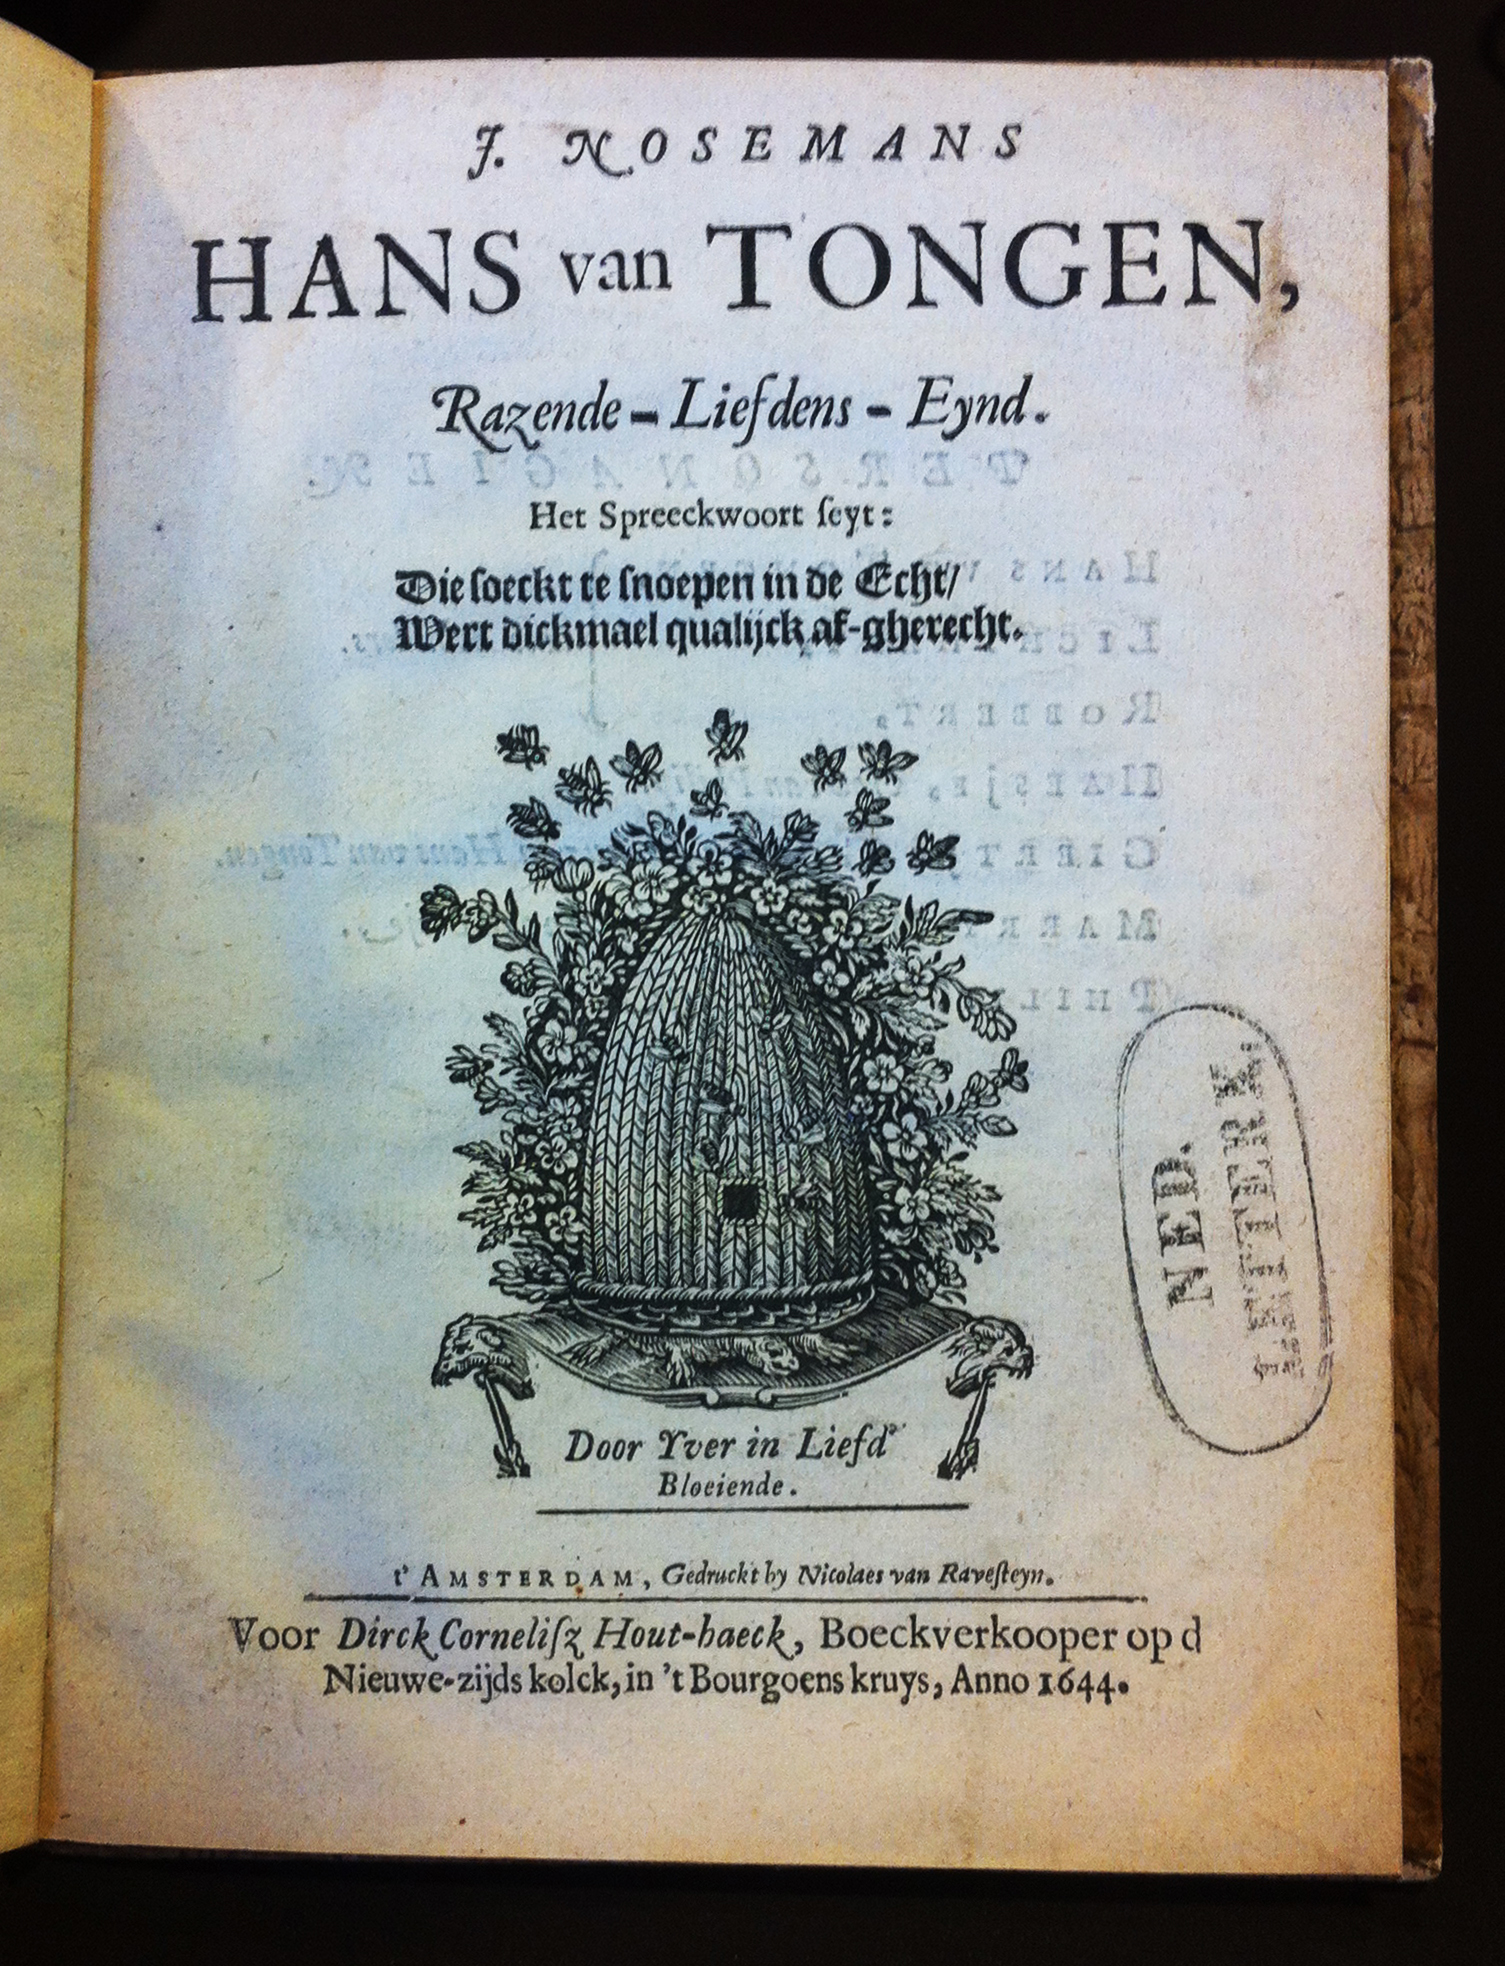 J. NOSEMANS
HANS van TONGEN,
Razende-Liefdens-Eynd.
Het Spreeckwoort ſeyt:
Die ſoeckt te ſnoepen in de Echt/
Wert dickmael qualijck af-gherecht.
Door Yver in Liefd'
Bloeiende.
t' AMSTERDAM, Gedruckt by Nicolaes van Raveſteyn.
Voor Dirck Corneliſz Hout-haeck, Boeckverkooper op d
Nieuwe-zijds kolck, in 't Bourgoens kruys, Anno 1644.
NED.
LETTERK.